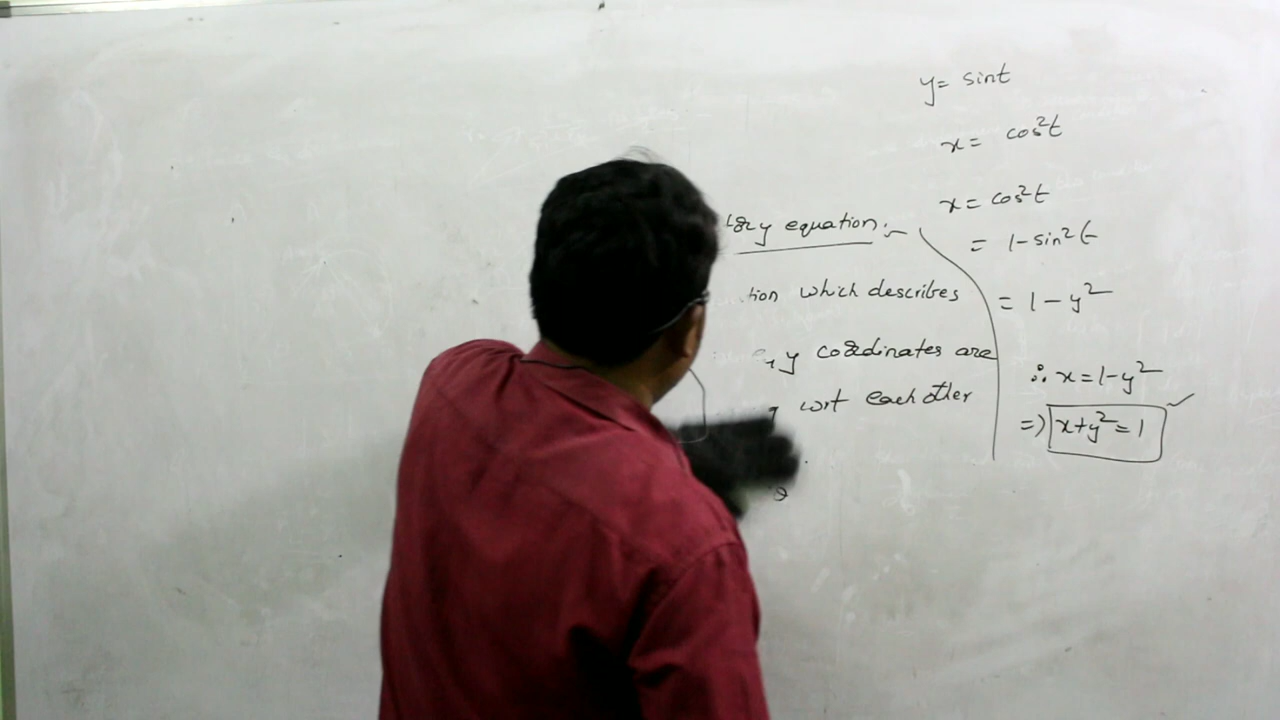 equation:-
which describes
y coordinates are
wrt each other
y = sint
x = cos²t
x = cos²t
= 1-sin²t
= 1-y²
∴ x=1-y²
=) x+y²=1